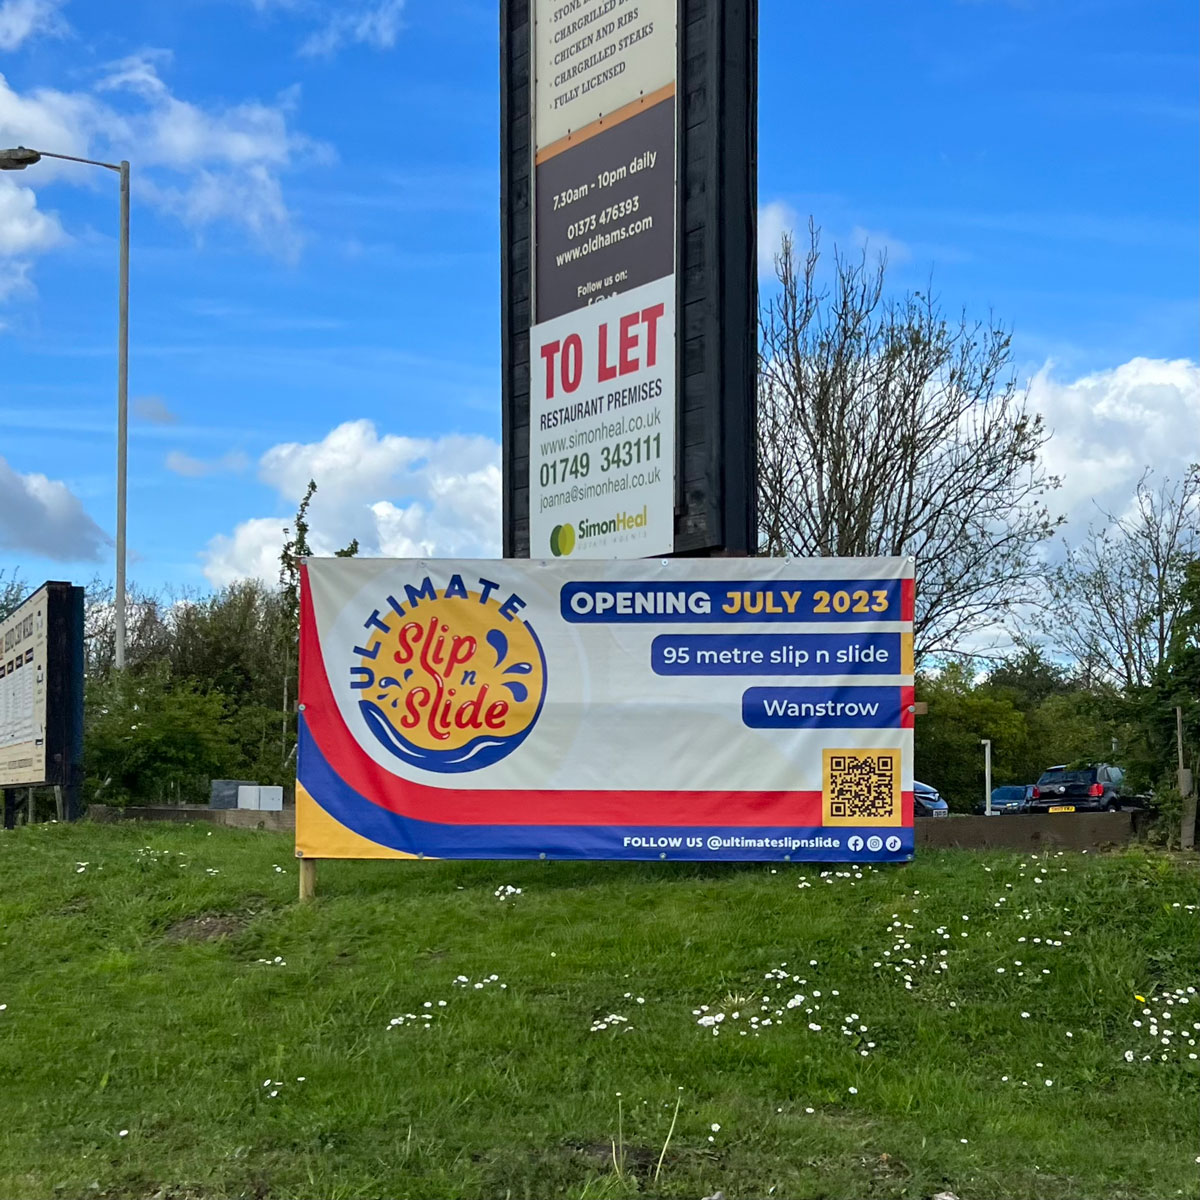 STONE
CHARGRILLED
CHICKEN AND RIBS
CHARGRILLED STEAKS
FULLY LICENSED
7.30am - 10pm daily
01373 476393
www.oldhams.com
Follow us on:
TO LET
RESTAURANT PREMISES
www.simonheal.co.uk
01749 343111
joanna@simonheal.co.uk
SimonHeal
ULTIMATE
Slip
n
Slide
OPENING JULY 2023
95 metre slip n slide
Wanstrow
FOLLOW US @ultimateslipnslide